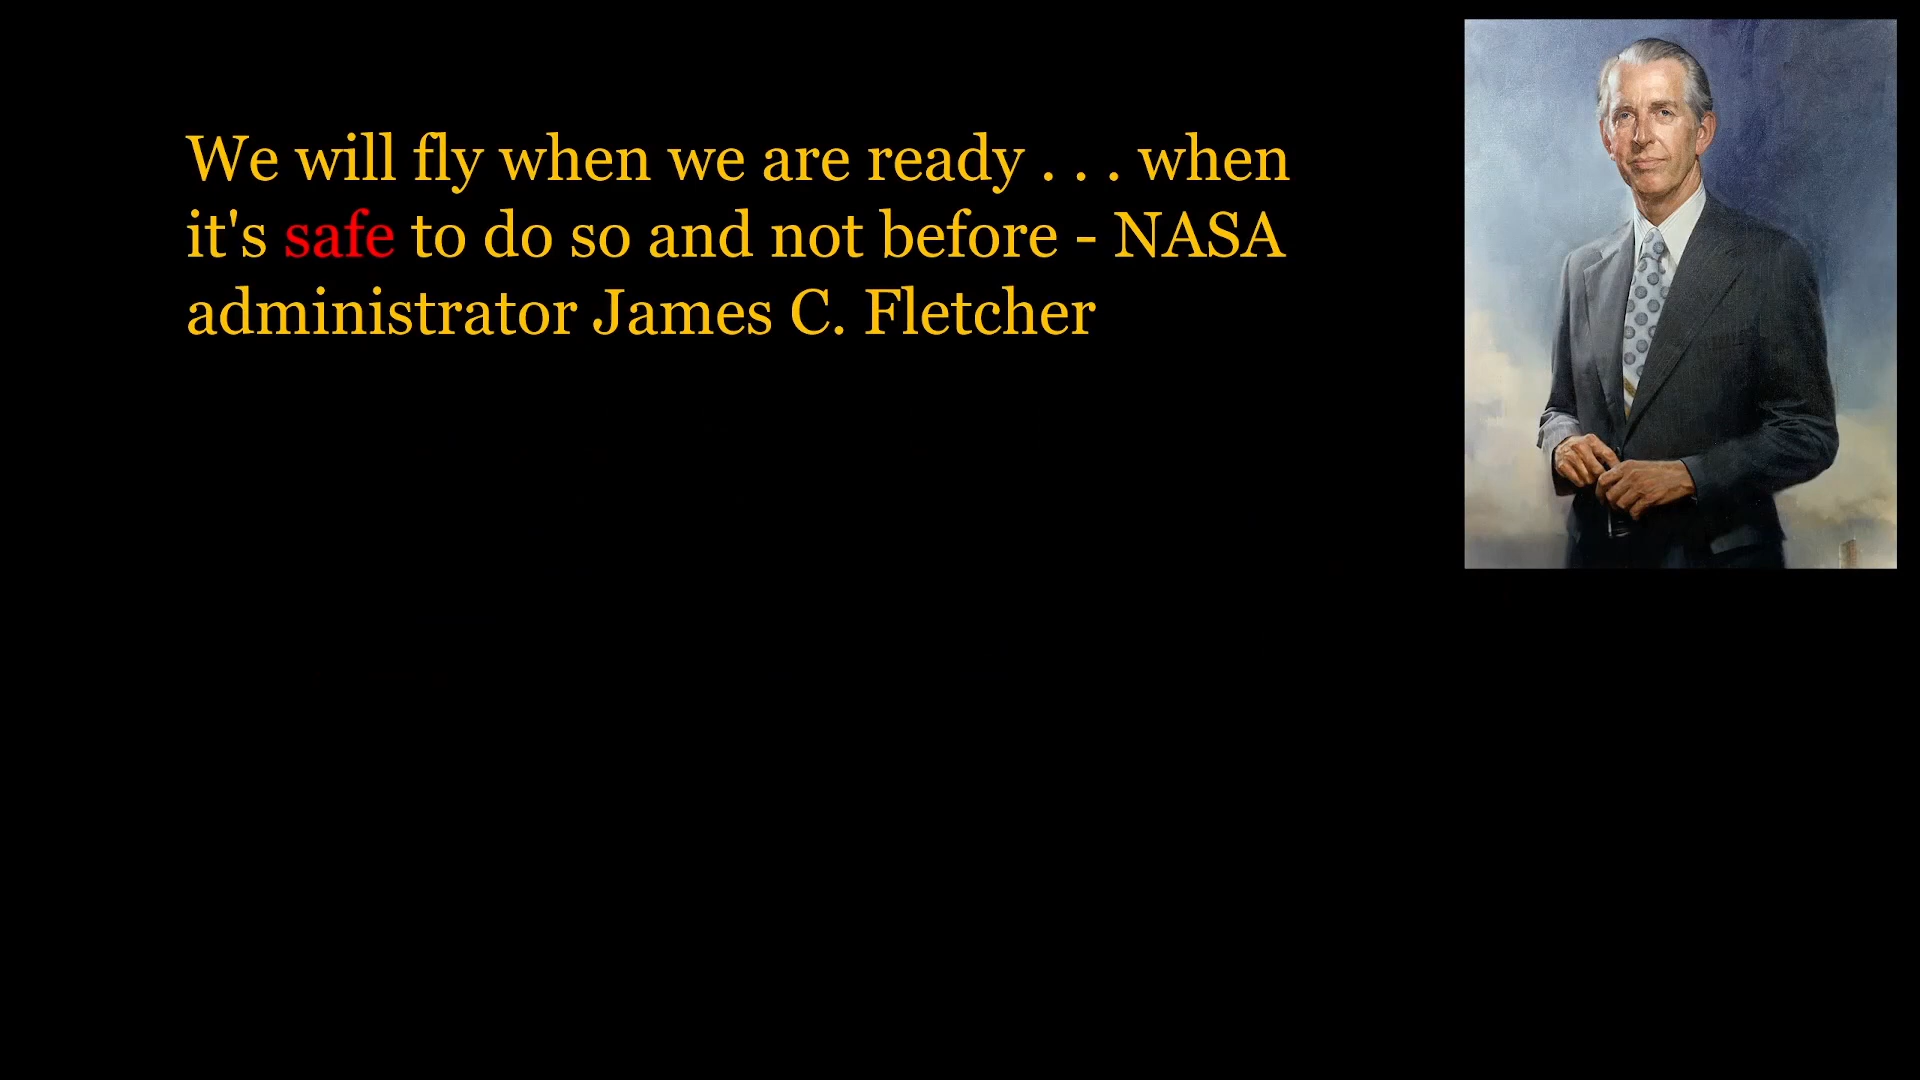 We will fly when we are ready . . . when
it's safe to do so and not before - NASA
administrator James C. Fletcher